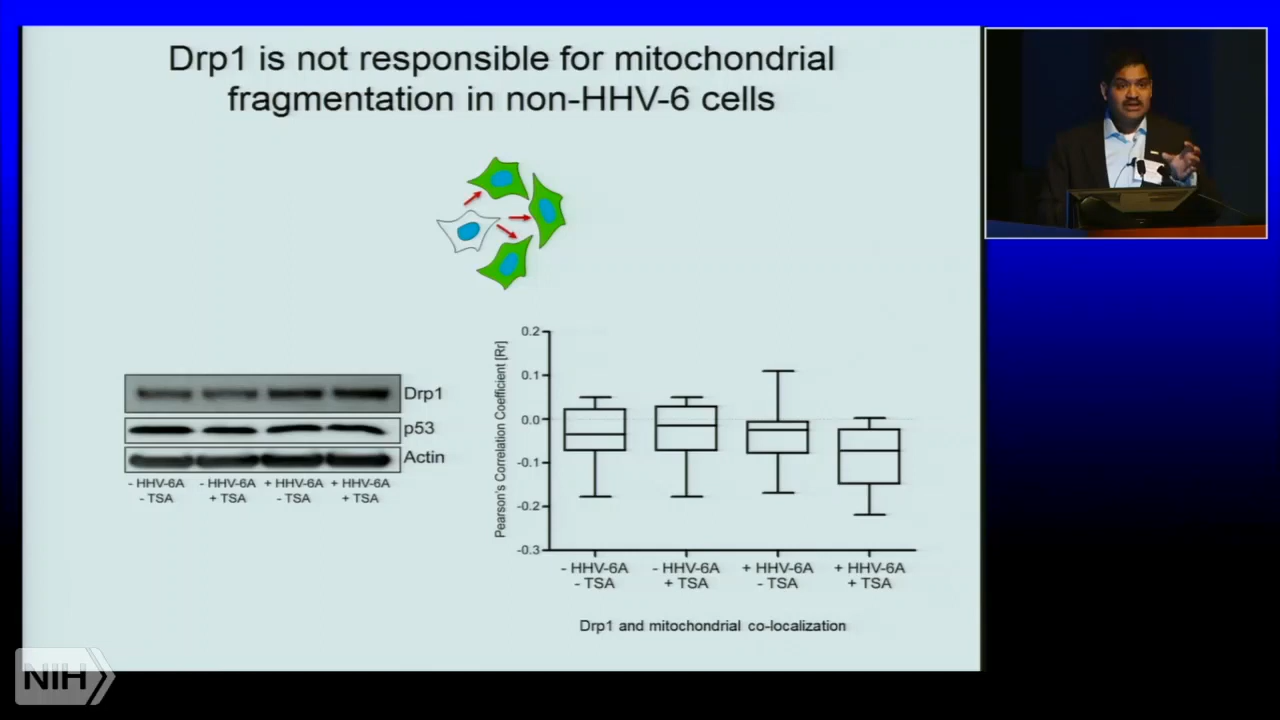 Drp1 is not responsible for mitochondrial
fragmentation in non-HHV-6 cells
Drp1
p53
Actin
- HHV-6A - HHV-6A + HHV-6A + HHV-6A
- TSA + TSA - TSA + TSA
Pearson's Correlation Coefficient [Rr]
0.2
0.1
0.0
-0.1
-0.2
-0.3
- HHV-6A - HHV-6A + HHV-6A + HHV-6A
- TSA + TSA - TSA + TSA
Drp1 and mitochondrial co-localization
NIH